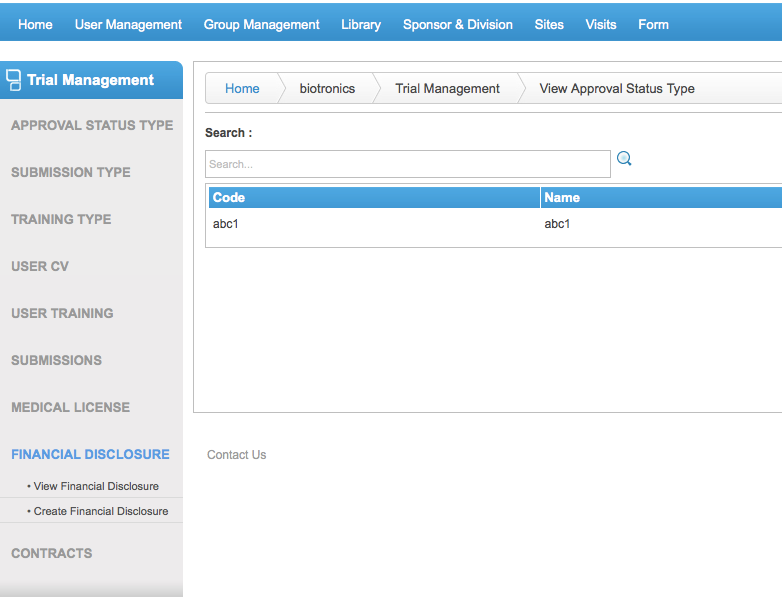 Home User Management Group Management Library Sponsor & Division Sites Visits Form
Trial Management
APPROVAL STATUS TYPE
SUBMISSION TYPE
TRAINING TYPE
USER CV
USER TRAINING
SUBMISSIONS
MEDICAL LICENSE
FINANCIAL DISCLOSURE
• View Financial Disclosure
• Create Financial Disclosure
CONTRACTS
Home biotronics Trial Management View Approval Status Type
Search :
Search...
Code Name
abc1 abc1
Contact Us